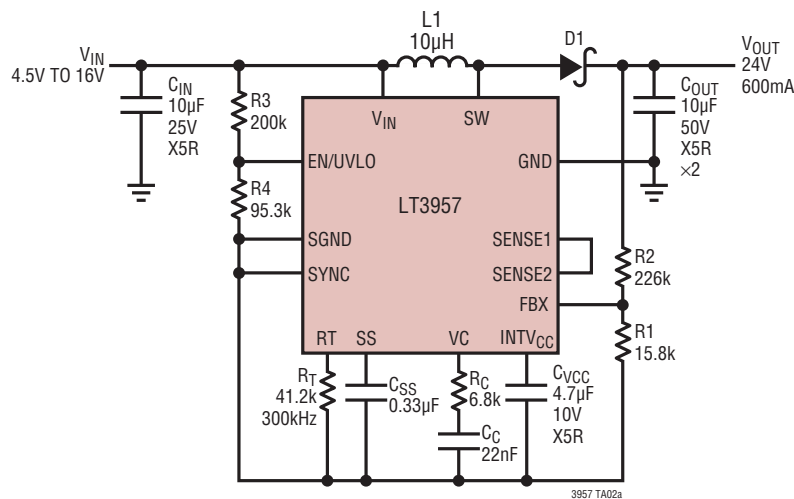 L1
10µH
D1
VIN
4.5V TO 16V
VOUT
24V
600mA
CIN
10µF
25V
X5R
R3
200k
VIN
SW
COUT
10µF
50V
X5R
×2
EN/UVLO
GND
R4
95.3k
LT3957
SGND
SENSE1
SYNC
SENSE2
R2
226k
FBX
RT
SS
VC
INTVCC
R1
15.8k
RT
41.2k
300kHz
CSS
0.33µF
RC
6.8k
CVCC
4.7µF
10V
X5R
CC
22nF
3957 TA02a